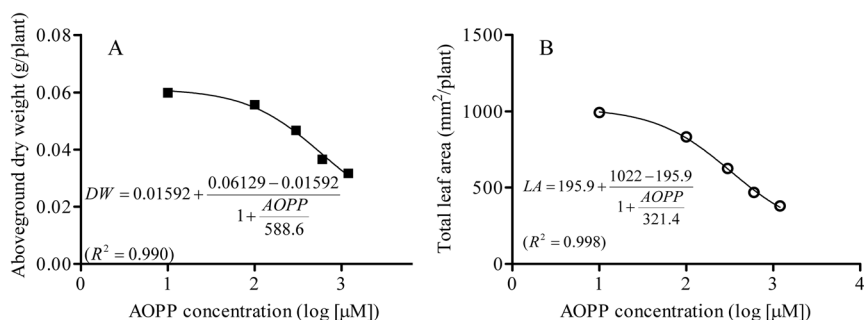 A
Aboveground dry weight (g/plant)
0.08
0.06
0.04
0.02
0.00
DW = 0.01592 + (0.06129 − 0.01592) / (1 + AOPP / 588.6)
(R² = 0.990)
0 1 2 3
AOPP concentration (log [μM])
B
Total leaf area (mm²/plant)
1500
1000
500
0
LA = 195.9 + (1022 − 195.9) / (1 + AOPP / 321.4)
(R² = 0.998)
0 1 2 3 4
AOPP concentration (log [μM])